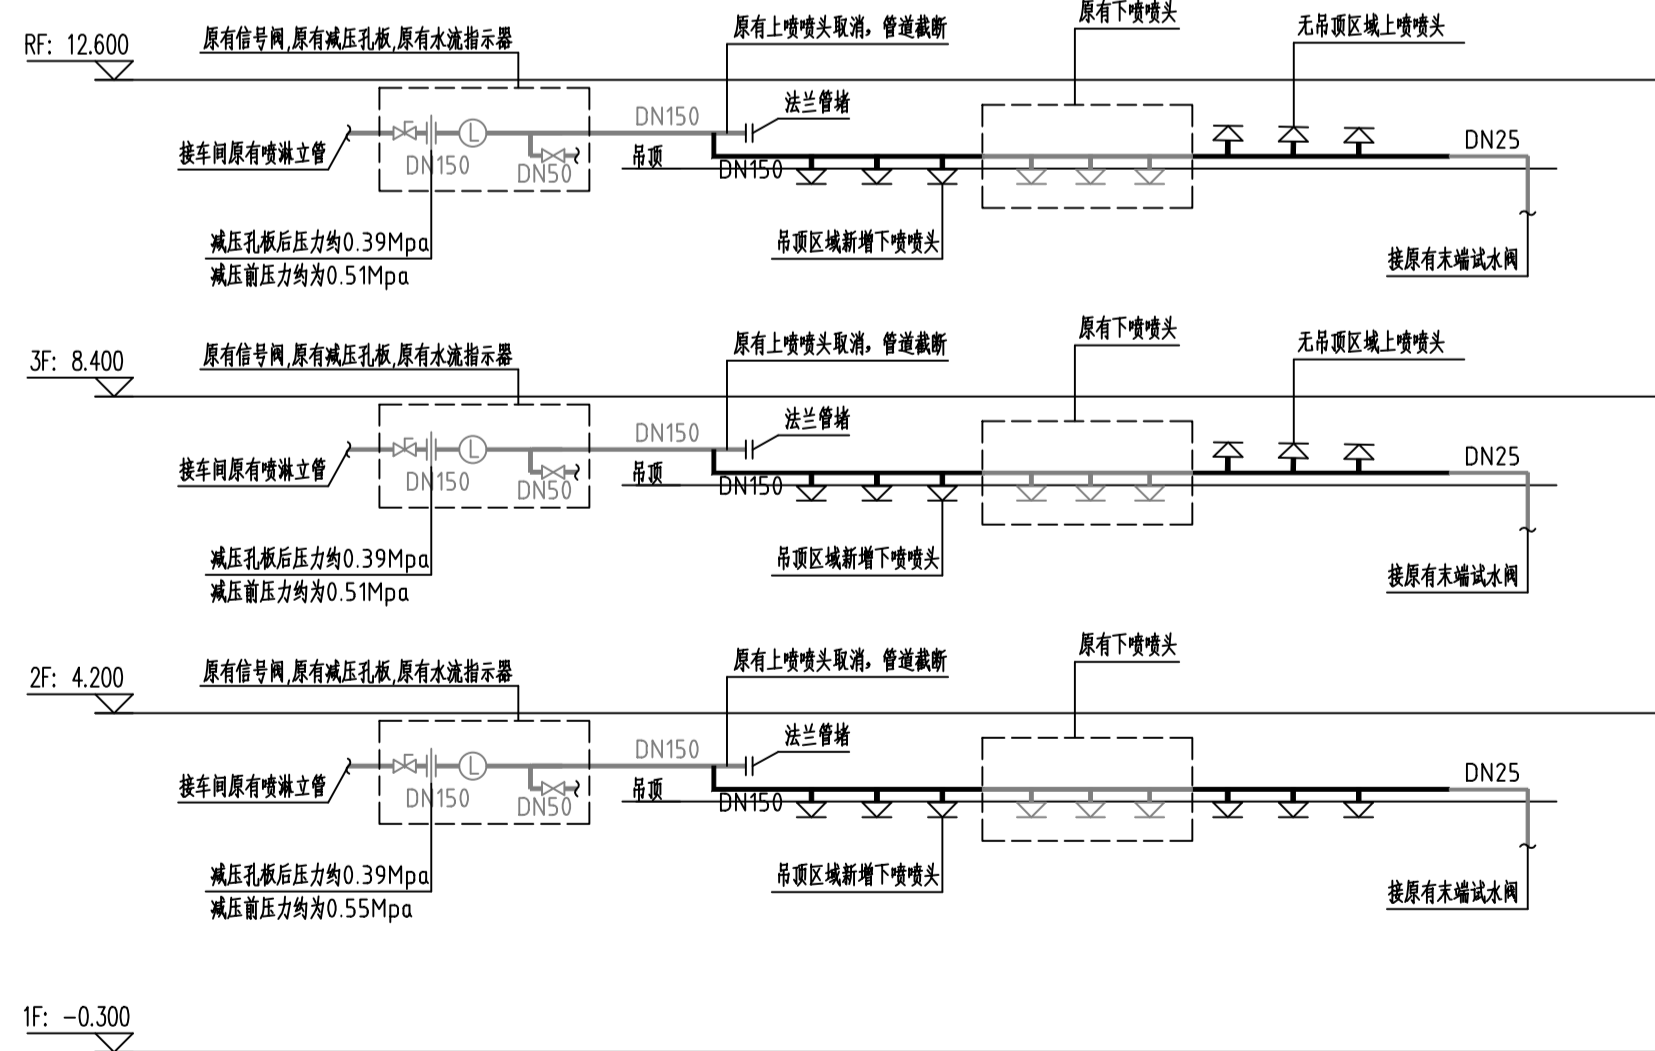 原有下喷喷头
原有上喷喷头取消，管道截断
无吊顶区域上喷喷头
RF: 12.600
原有信号阀,原有减压孔板,原有水流指示器
法兰管堵
DN150
接车间原有喷淋立管
L
DN150
DN50
吊顶
DN150
DN25
减压孔板后压力约0.39Mpa
减压前压力约为0.51Mpa
吊顶区域新增下喷喷头
接原有末端试水阀
原有下喷喷头
原有上喷喷头取消，管道截断
无吊顶区域上喷喷头
3F: 8.400
原有信号阀,原有减压孔板,原有水流指示器
法兰管堵
DN150
接车间原有喷淋立管
L
DN150
DN50
吊顶
DN150
DN25
减压孔板后压力约0.39Mpa
减压前压力约为0.51Mpa
吊顶区域新增下喷喷头
接原有末端试水阀
原有下喷喷头
原有上喷喷头取消，管道截断
2F: 4.200
原有信号阀,原有减压孔板,原有水流指示器
法兰管堵
DN150
接车间原有喷淋立管
L
DN150
DN50
吊顶
DN150
DN25
减压孔板后压力约0.39Mpa
减压前压力约为0.55Mpa
吊顶区域新增下喷喷头
接原有末端试水阀
1F: -0.300